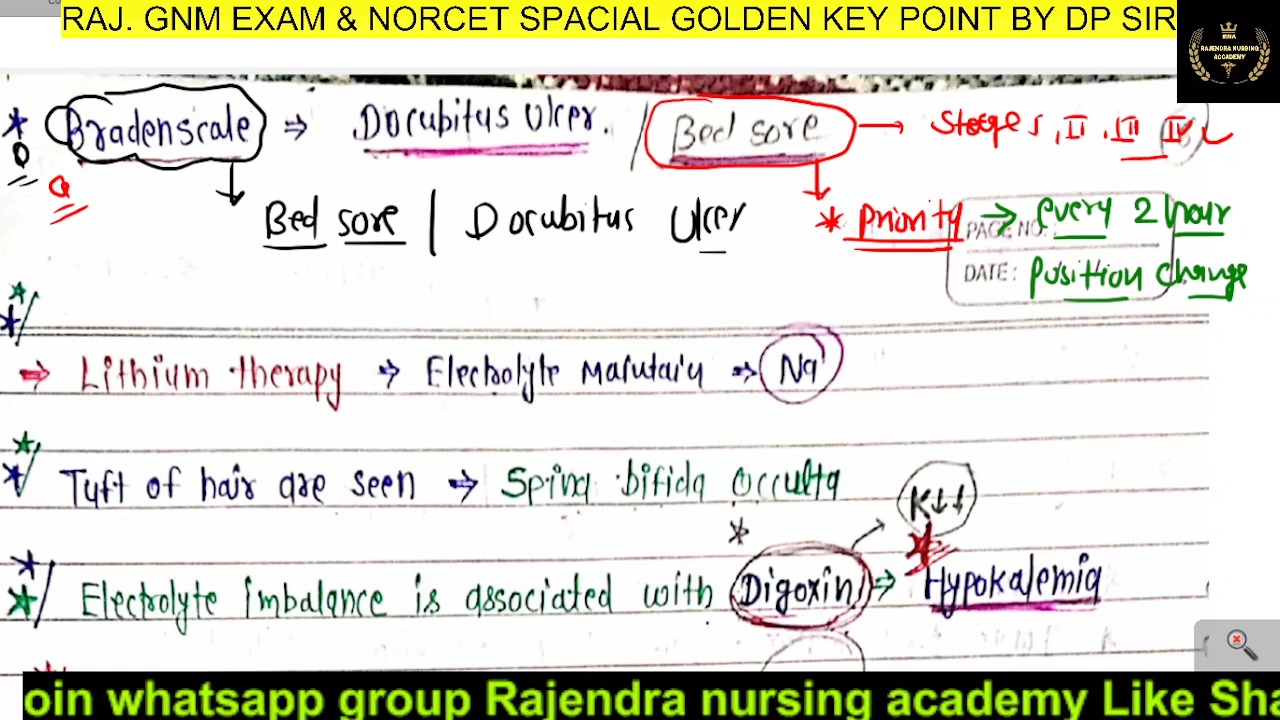 RAJ. GNM EXAM & NORCET SPACIAL GOLDEN KEY POINT BY DP SIR
RNA
RAJENDRA NURSING
ACCADEMY
Bradenscale ⇒ Docubitus Ulcer. / Bed sore → Stages I, II, III IV
Q
Bed sore | Docubitus Ulcer * Priority → every 2 hour
PAGE NO.:
DATE: Position Change
⇒ Lithium therapy → Electrolyte → Na+
Tuft of hair are seen → Spina bifida Occulta
K↓↓
Electrolyte imbalance is associated with Digoxin ⇒ Hypokalemia
oin whatsapp group Rajendra nursing academy Like Sha